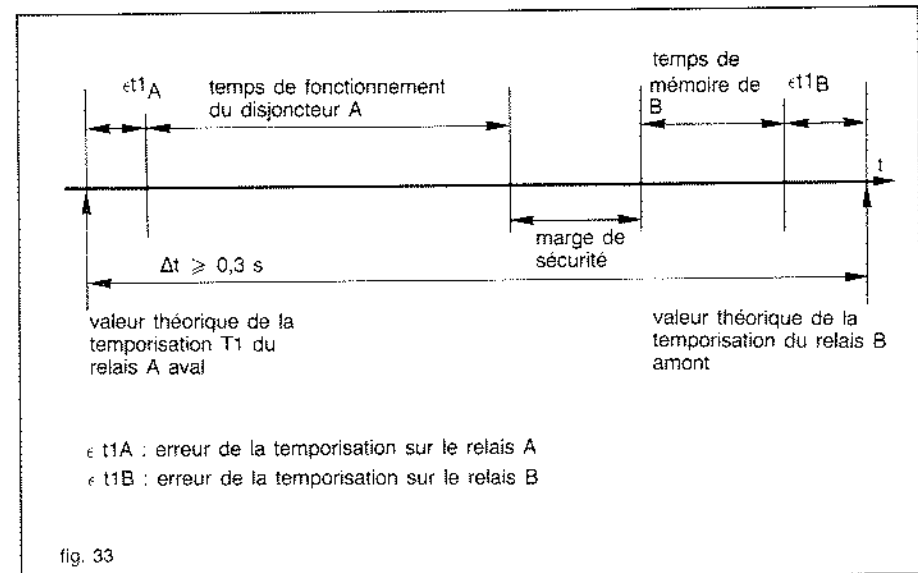 єt1A
temps de fonctionnement
du disjoncteur A
temps de
mémoire de
B
єt1B
t
marge de
sécurité
Δt ⩾ 0,3 s
valeur théorique de la
temporisation T1 du
relais A aval
valeur théorique de la
temporisation du relais B
amont
є t1A : erreur de la temporisation sur le relais A
є t1B : erreur de la temporisation sur le relais B
fig. 33